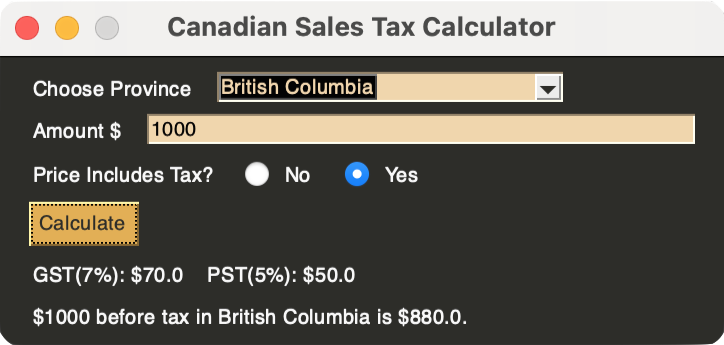 Canadian Sales Tax Calculator
Choose Province British Columbia
Amount $ 1000
Price Includes Tax? No Yes
Calculate
GST(7%): $70.0 PST(5%): $50.0
$1000 before tax in British Columbia is $880.0.